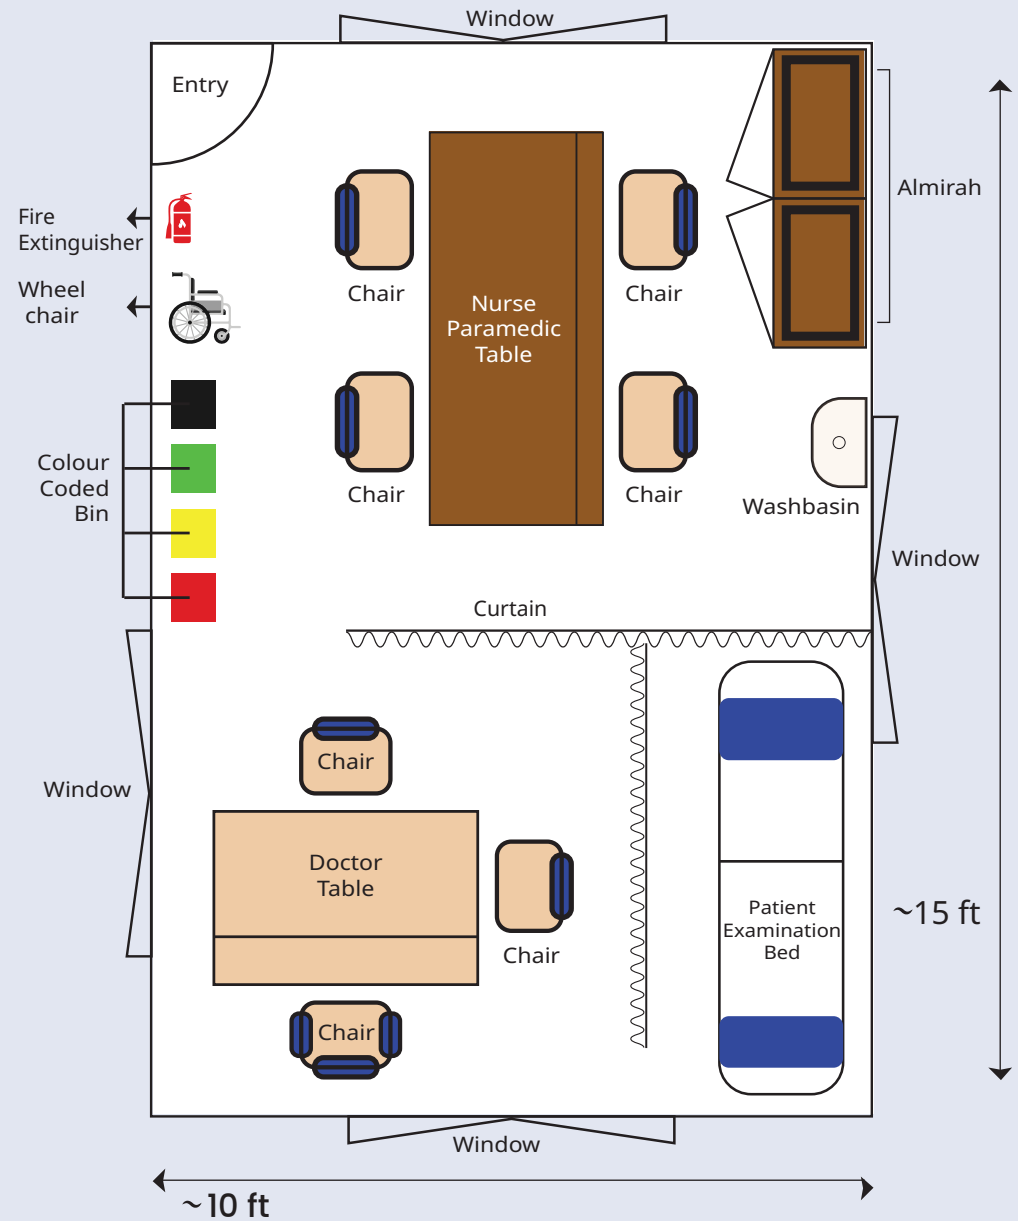 Window
Entry
Almirah
Fire
Extinguisher
Wheel
chair
Chair
Chair
Nurse
Paramedic
Table
Colour
Coded
Bin
Chair
Chair
Washbasin
Window
Curtain
Chair
Window
Doctor
Table
Chair
Patient
Examination
Bed
~15 ft
Chair
Window
~10 ft